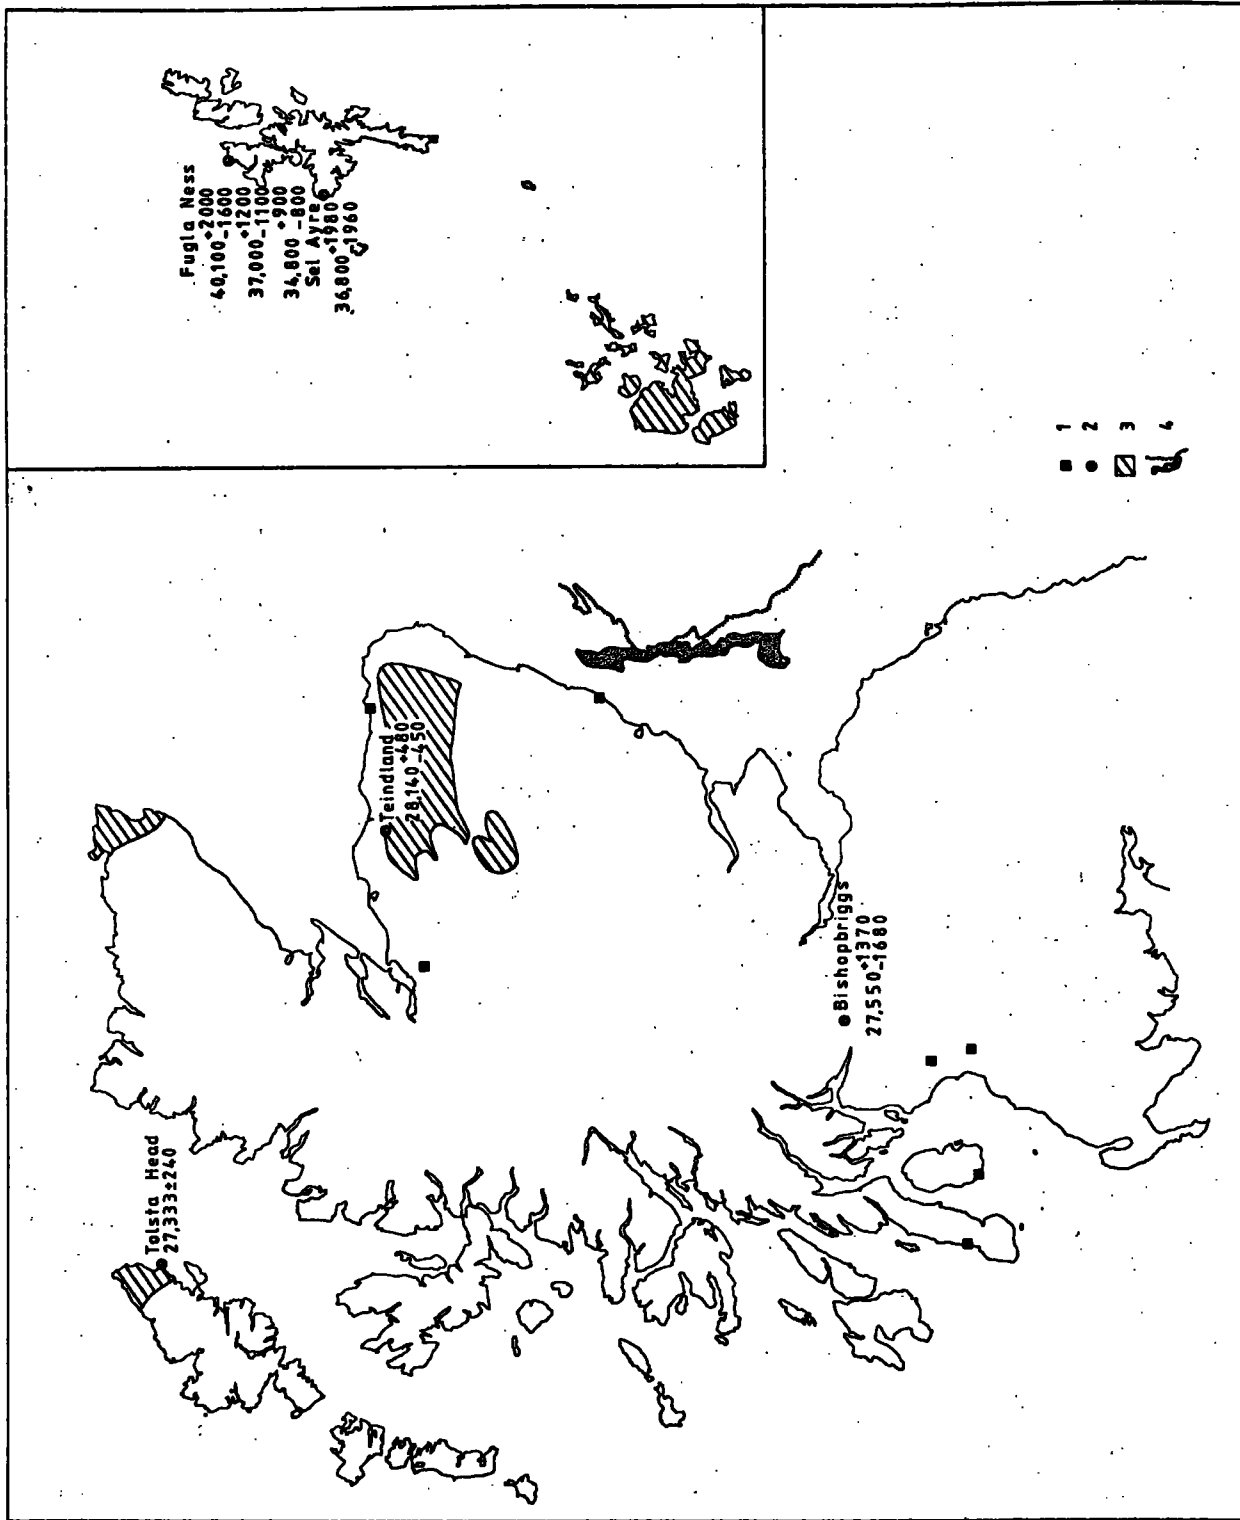 Fugla Ness
40,100 +2000 -1600
37,000 +1200 -1100
34,800 +900 -800
Sel Ayre
36,800 +1980 -1960
Tolsta Head
27,333±240
Teindland
28,140 +480 -450
Bishopbriggs
27,550 +1370 -1680
1
2
3
4